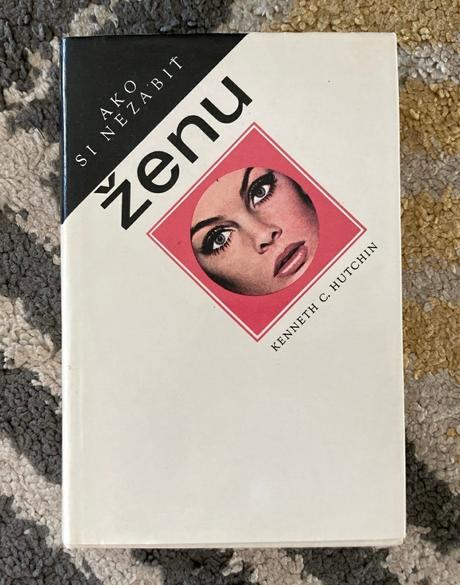 AKO
SI NEZABIŤ
ženu
KENNETH C. HUTCHIN